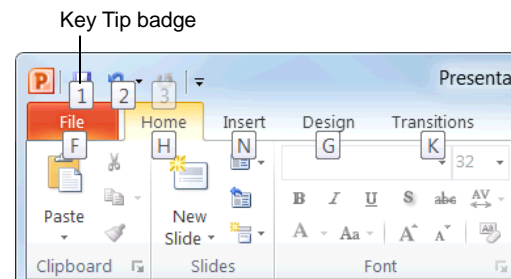 Key Tip badge
P
Presenta
1 2 3
File Home Insert Design Transitions
F H N G K
32
B I U S abc AV
Paste
New
Slide
A Aa A A AB
Clipboard Slides Font